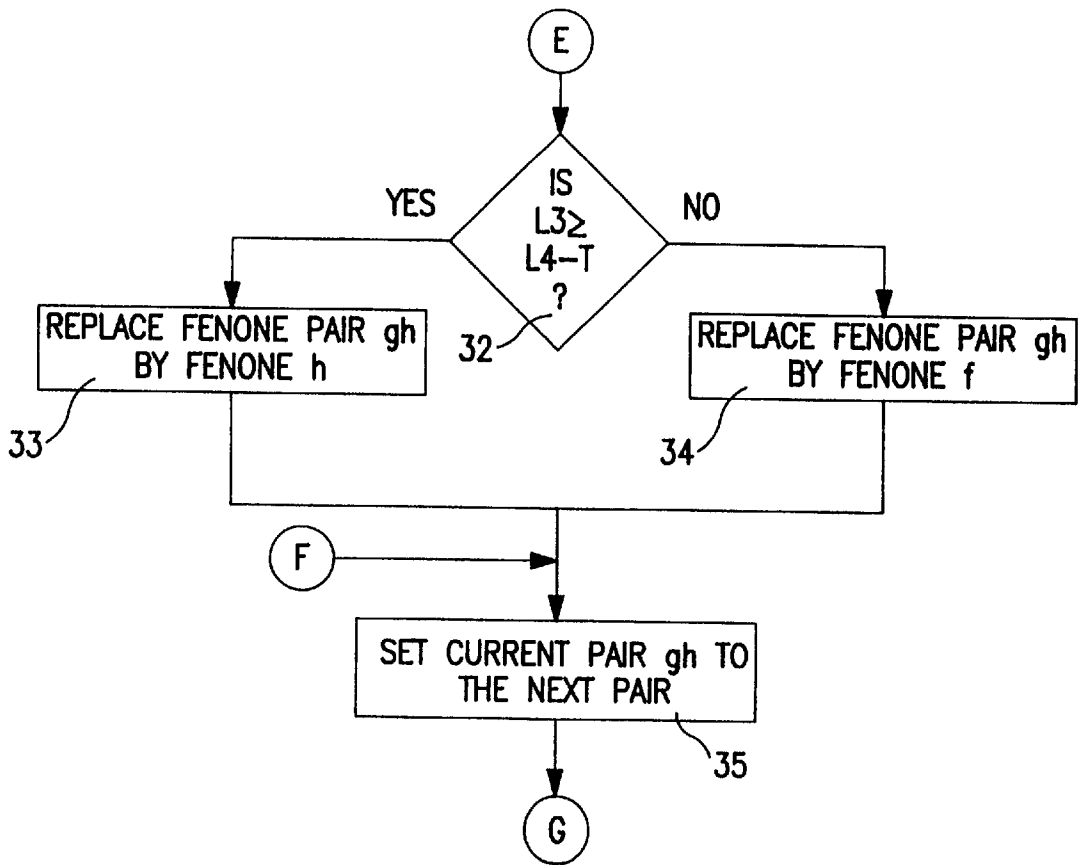 E
IS
L3≥
L4-T
?
YES
NO
32
REPLACE FENONE PAIR gh
BY FENONE h
33
REPLACE FENONE PAIR gh
BY FENONE f
34
F
SET CURRENT PAIR gh TO
THE NEXT PAIR
35
G